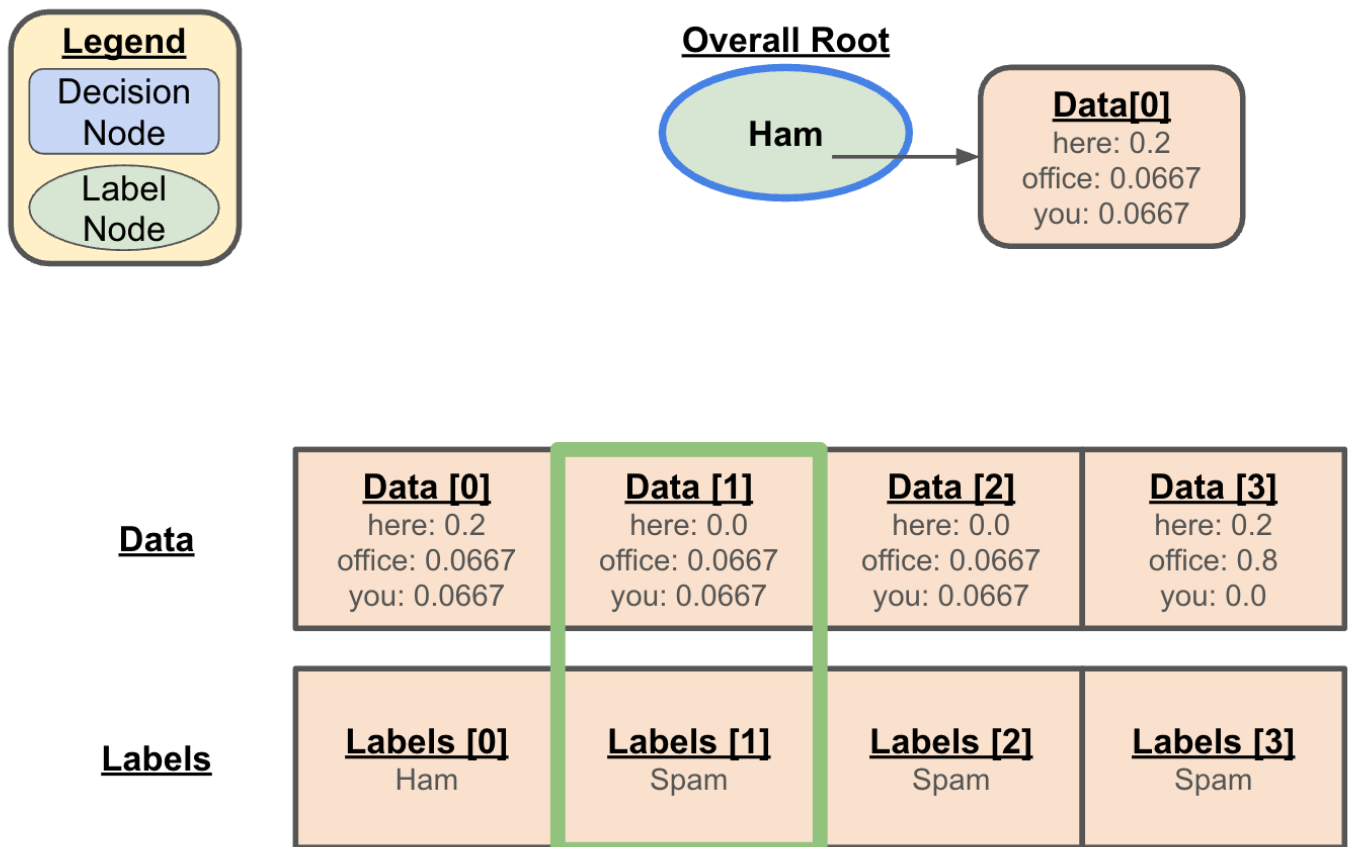 Legend
Decision
Node
Label
Node
Overall Root
Ham
Data[0]
here: 0.2
office: 0.0667
you: 0.0667
Data
Data [0]
here: 0.2
office: 0.0667
you: 0.0667
Data [1]
here: 0.0
office: 0.0667
you: 0.0667
Data [2]
here: 0.0
office: 0.0667
you: 0.0667
Data [3]
here: 0.2
office: 0.8
you: 0.0
Labels
Labels [0]
Ham
Labels [1]
Spam
Labels [2]
Spam
Labels [3]
Spam